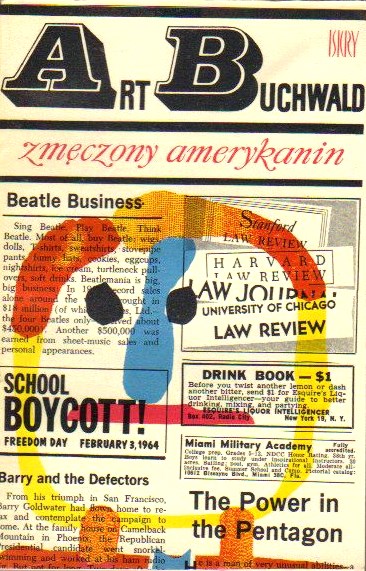 ISKRY
ART BUCHWALD
zmęczony amerykanin
Beatle Business
Sing Beatle, Play Beatle. Think
Beatle. Most of all, buy Beatle: wigs,
dolls, T-shirts, sweatshirts, stovepipe
pants, funny hats, cookies, eggcups,
nightshirts, ice cream, turtleneck pull-
overs, soft drinks. Beatlemania is big,
big business. In record sales
alone around the brought in
$18 million (of which Ltd.,—
the four Beatles only about
$450,000). Another $500,000 was
earned from sheet-music sales and
personal appearances.
Stanford
LAW REVIEW
HARVARD
LAW REVIEW
LAW JOURNAL
UNIVERSITY OF CHICAGO
LAW REVIEW
DRINK BOOK — $1
Before you twist another lemon or dash
another bitter, send $1 for Esquire's Liq-
uor Intelligencer—your guide to better
drinking, mixing, and partying.
ESQUIRE'S LIQUOR INTELLIGENCER
Box 402, Radio City New York 19, N. Y.
SCHOOL
BOYCOTT!
FREEDOM DAY FEBRUARY 3, 1964
Miami Military Academy Fully accredited.
College prep. Grades 5-12. NDCC Honor Rating.
Boys learn to study under inspirational instructors.
acres. Sailing; pool, gym. Athletics for all. Moderate all-
inclusive fee. Summer School and Camp. Pictorial catalog:
10612 Biscayne Blvd., Miami 38C, Fla.
Barry and the Defectors
From his triumph in San Francisco,
Barry Goldwater had flown home to re-
lax and contemplate the campaign to
come. At the family house on Camelback
Mountain in Phoenix, the Republican
Presidential candidate went snorkel-
swimming and worked at his ham radio
The Power in
the Pentagon
He is a man of very unusual abilities—a